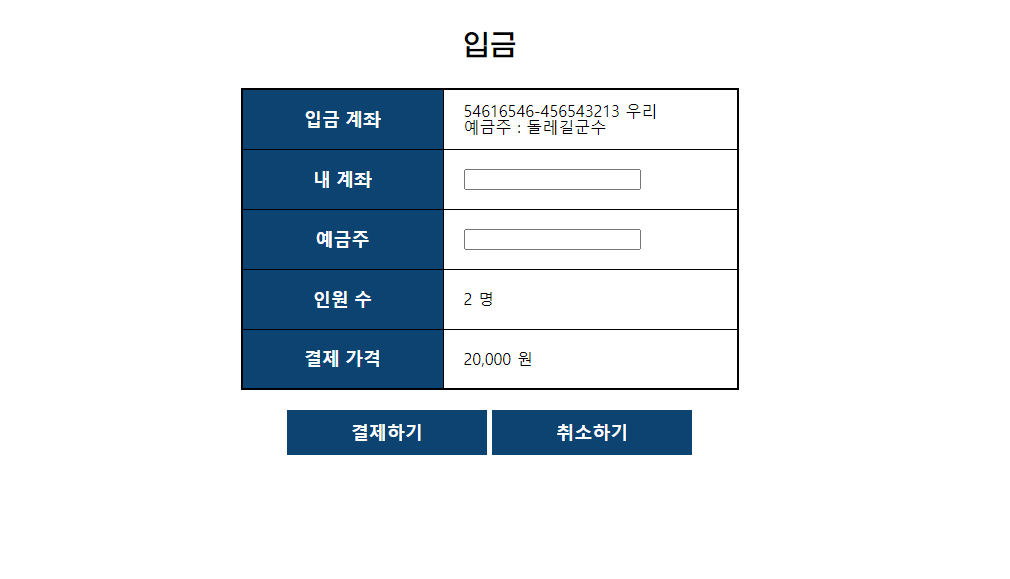 입금
입금 계좌
54616546-456543213 우리
예금주 : 돌레길군수
내 계좌
예금주
인원 수
2 명
결제 가격
20,000 원
결제하기
취소하기